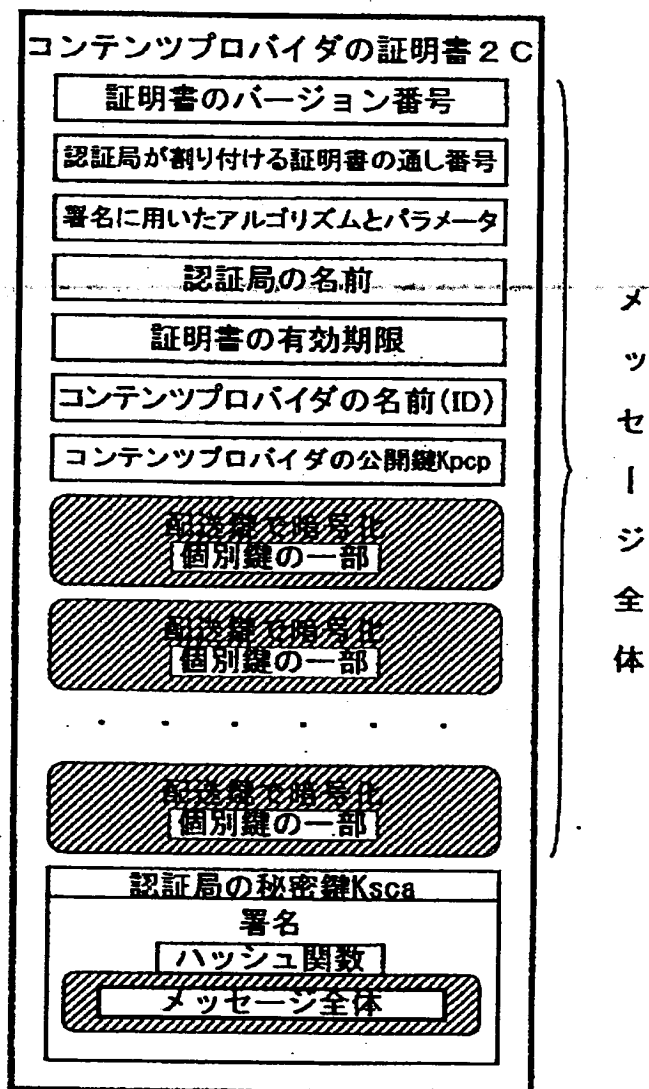 コンテンツプロバイダの証明書2C
証明書のバージョン番号
認証局が割り付ける証明書の通し番号
署名に用いたアルゴリズムとパラメータ
認証局の名前
証明書の有効期限
コンテンツプロバイダの名前(ID)
コンテンツプロバイダの公開鍵Kpcp
配送鍵で暗号化
個別鍵の一部
配送鍵で暗号化
個別鍵の一部
・・・・・・
配送鍵で暗号化
個別鍵の一部
認証局の秘密鍵Ksca
署名
ハッシュ関数
メッセージ全体
メッセージ全体